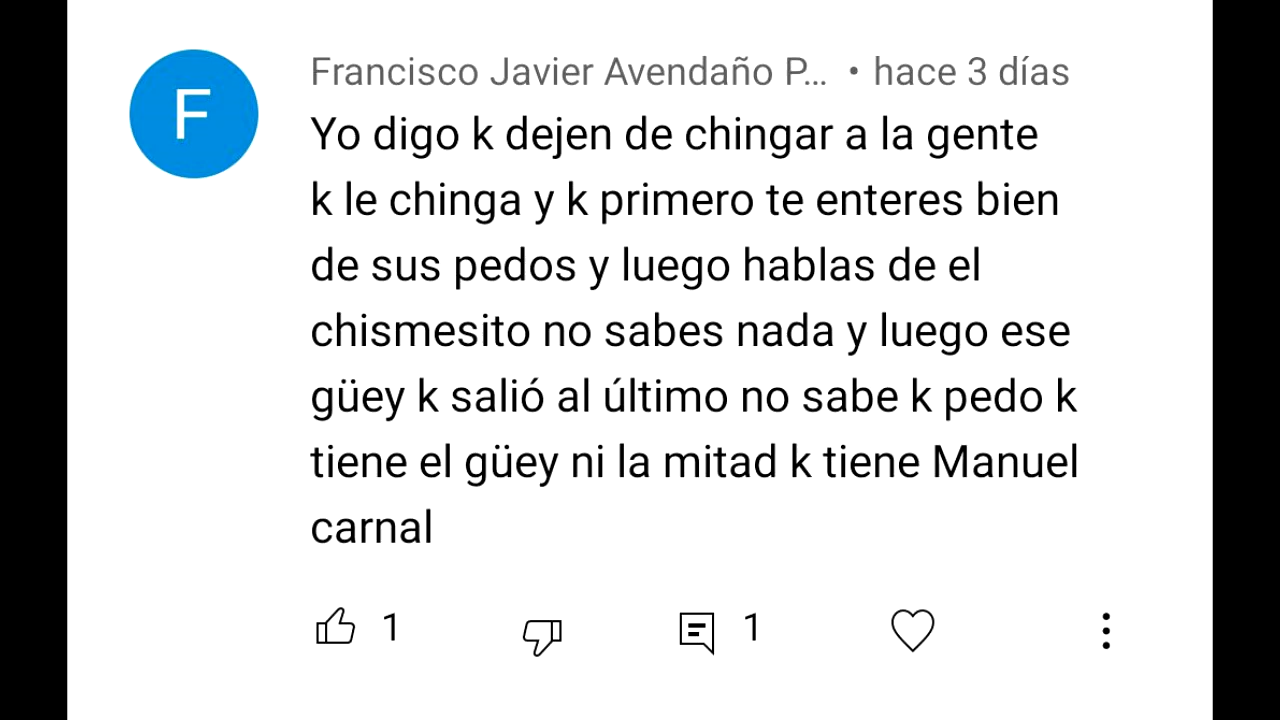 F
Francisco Javier Avendaño P... • hace 3 días
Yo digo k dejen de chingar a la gente
k le chinga y k primero te enteres bien
de sus pedos y luego hablas de el
chismesito no sabes nada y luego ese
güey k salió al último no sabe k pedo k
tiene el güey ni la mitad k tiene Manuel
carnal
1 1